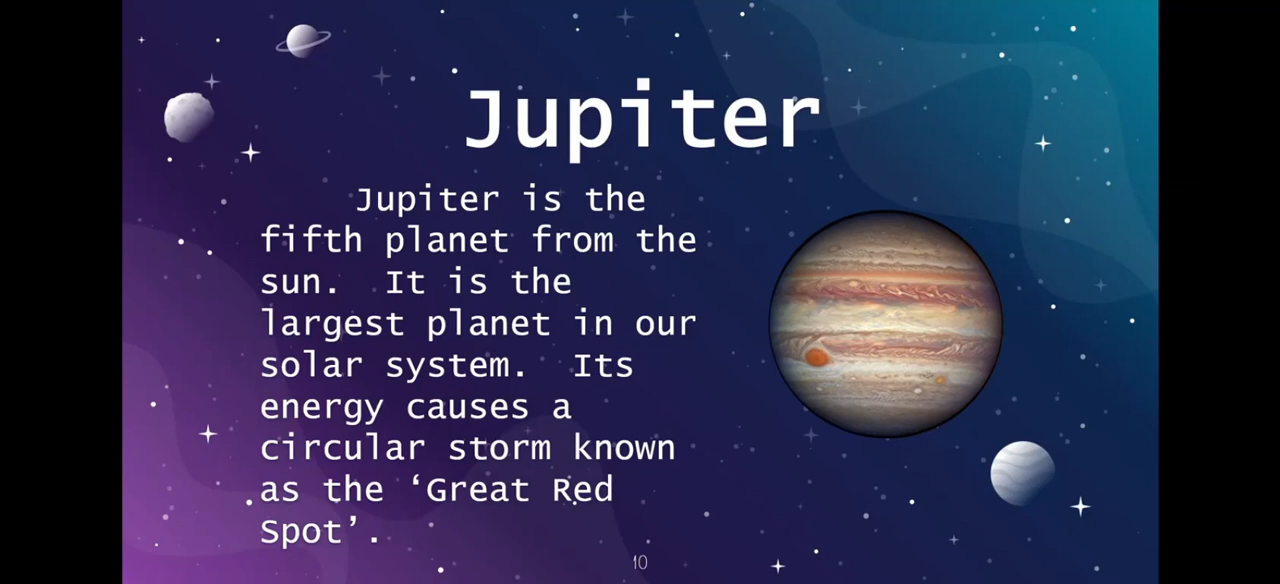 Jupiter
Jupiter is the
fifth planet from the
sun.  It is the
largest planet in our
solar system.  Its
energy causes a
circular storm known
as the ‘Great Red
Spot’.
10